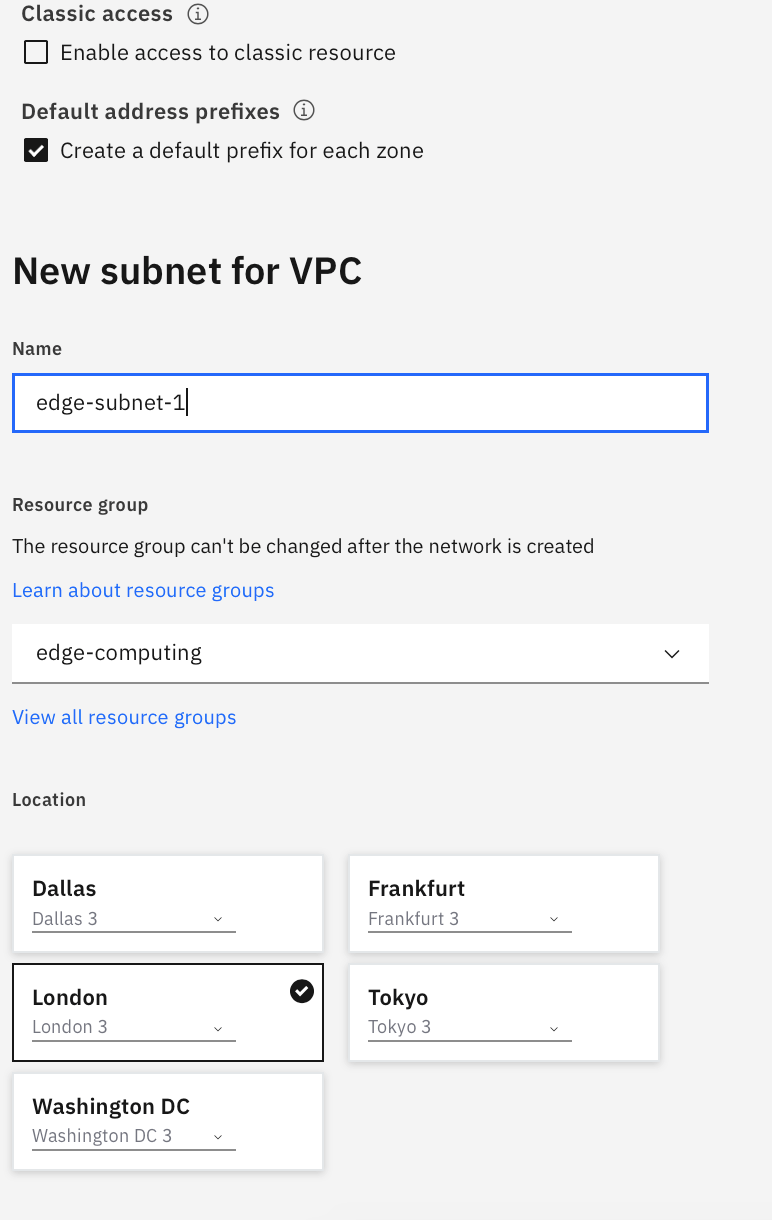 Classic access
Enable access to classic resource
Default address prefixes
Create a default prefix for each zone
New subnet for VPC
Name
edge-subnet-1
Resource group
The resource group can't be changed after the network is created
Learn about resource groups
edge-computing
View all resource groups
Location
Dallas
Dallas 3
Frankfurt
Frankfurt 3
London
London 3
Tokyo
Tokyo 3
Washington DC
Washington DC 3